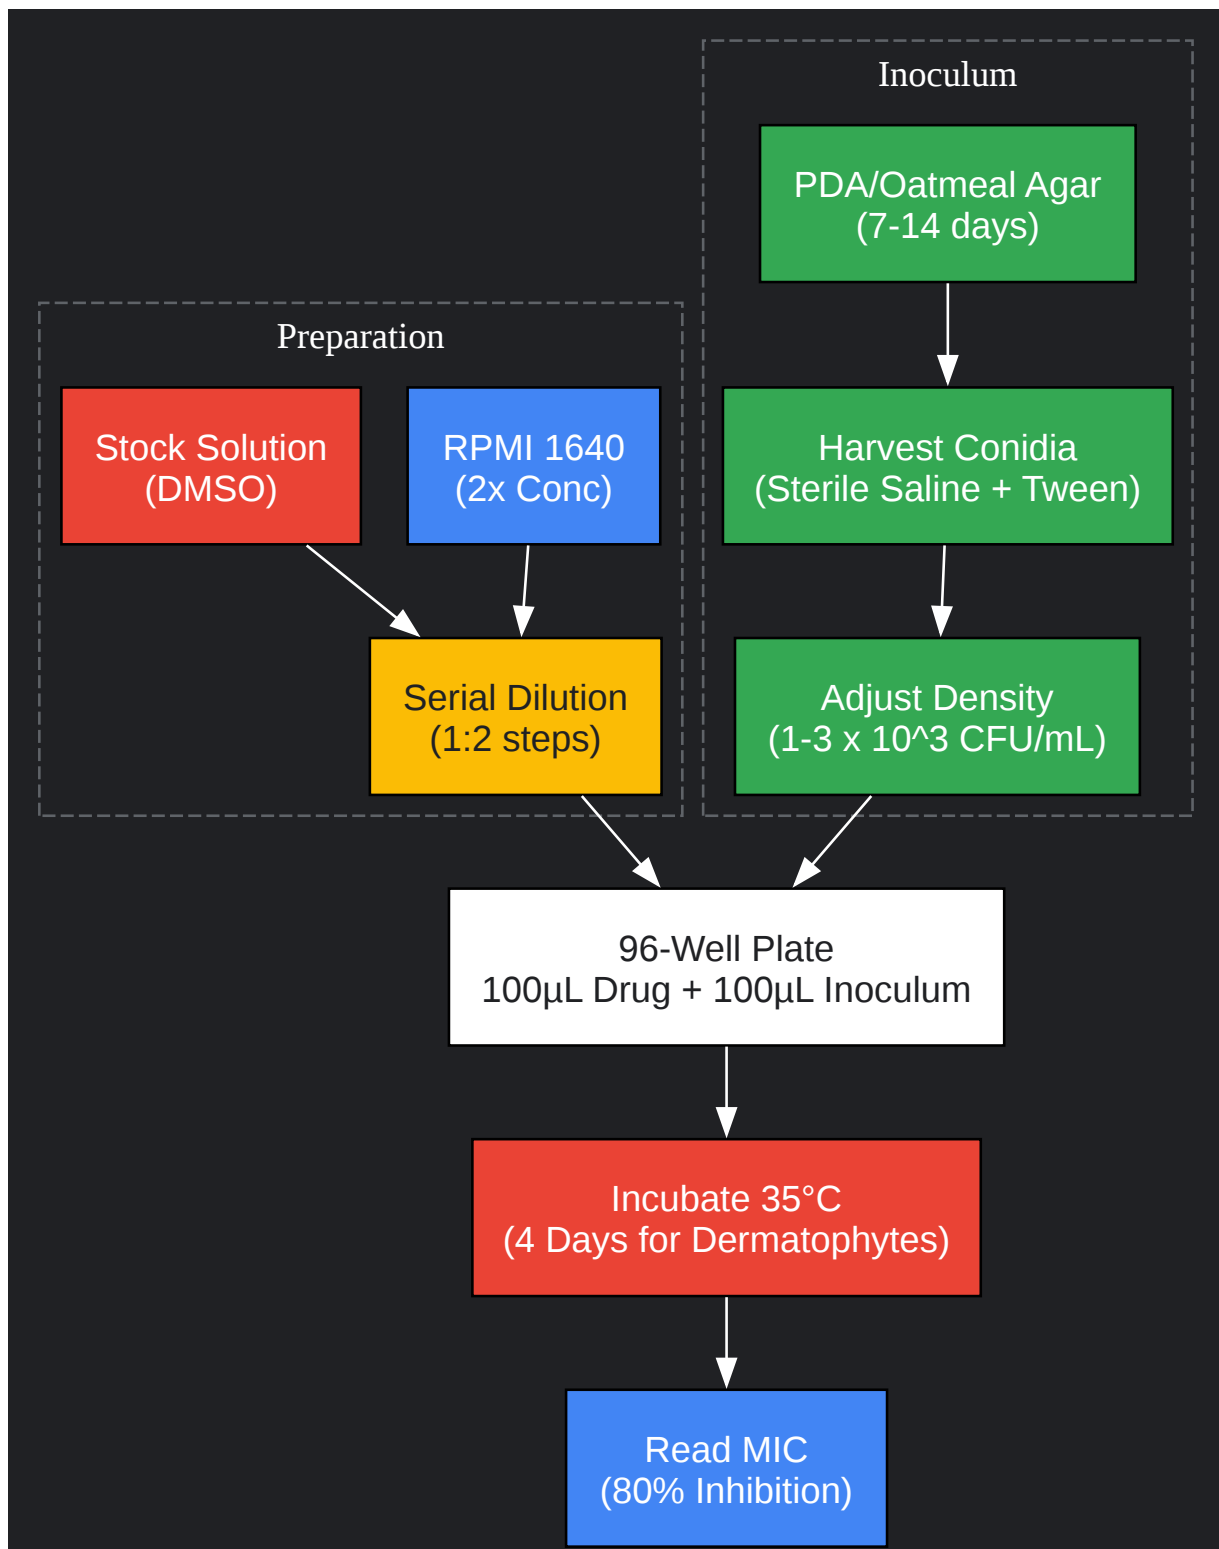 Inoculum
PDA/Oatmeal Agar
(7-14 days)
Preparation
Stock Solution
(DMSO)
RPMI 1640
(2x Conc)
Harvest Conidia
(Sterile Saline + Tween)
Serial Dilution
(1:2 steps)
Adjust Density
(1-3 x 10^3 CFU/mL)
96-Well Plate
100µL Drug + 100µL Inoculum
Incubate 35°C
(4 Days for Dermatophytes)
Read MIC
(80% Inhibition)